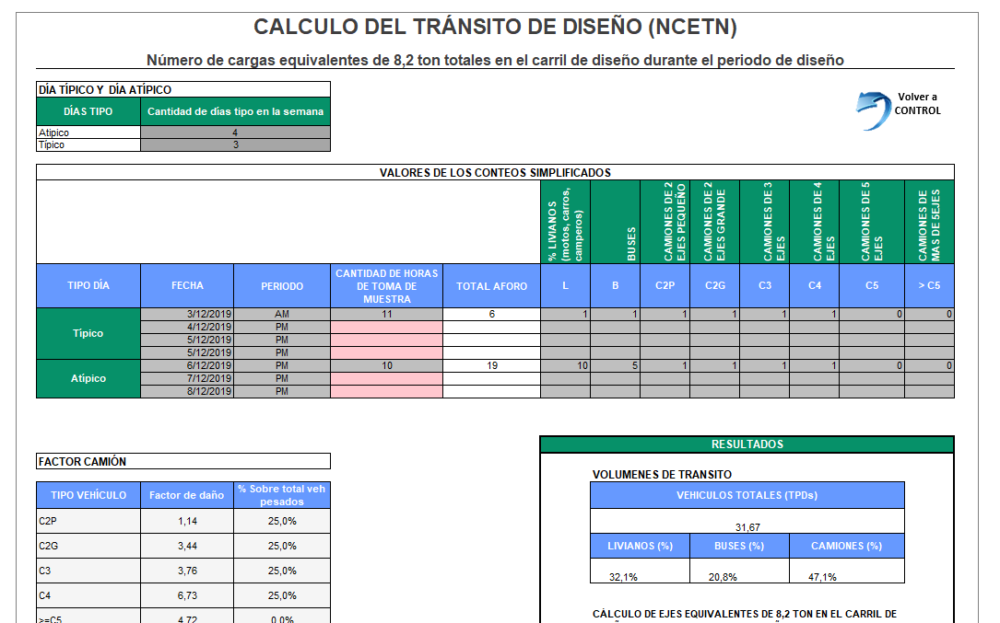 CALCULO DEL TRÁNSITO DE DISEÑO (NCETN)
Número de cargas equivalentes de 8,2 ton totales en el carril de diseño durante el periodo de diseño
DÍA TÍPICO Y DÍA ATÍPICO
DÍAS TIPO Cantidad de días tipo en la semana
Atipico 4
Típico 3
Volver a
CONTROL
VALORES DE LOS CONTEOS SIMPLIFICADOS
% LIVIANOS
(motos, carros,
camperos)
BUSES
CAMIONES DE 2
EJES PEQUEÑO
CAMIONES DE 2
EJES GRANDE
CAMIONES DE 3
EJES
CAMIONES DE 4
EJES
CAMIONES DE 5
EJES
CAMIONES DE
MAS DE 5EJES
TIPO DÍA FECHA PERIODO CANTIDAD DE HORAS
DE TOMA DE
MUESTRA
TOTAL AFORO L B C2P C2G C3 C4 C5 > C5
Típico
3/12/2019 AM 11 6 1 1 1 1 1 1 0 0
4/12/2019 PM
5/12/2019 PM
5/12/2019 PM
Atípico
6/12/2019 PM 10 19 10 5 1 1 1 1 0 0
7/12/2019 PM
8/12/2019 PM
FACTOR CAMIÓN
TIPO VEHÍCULO Factor de daño % Sobre total veh
pesados
C2P 1,14 25,0%
C2G 3,44 25,0%
C3 3,76 25,0%
C4 6,73 25,0%
>=C5 4,72 0,0%
RESULTADOS
VOLUMENES DE TRANSITO
VEHICULOS TOTALES (TPDs)
31,67
LIVIANOS (%) BUSES (%) CAMIONES (%)
32,1% 20,8% 47,1%
CÁLCULO DE EJES EQUIVALENTES DE 8,2 TON EN EL CARRIL DE